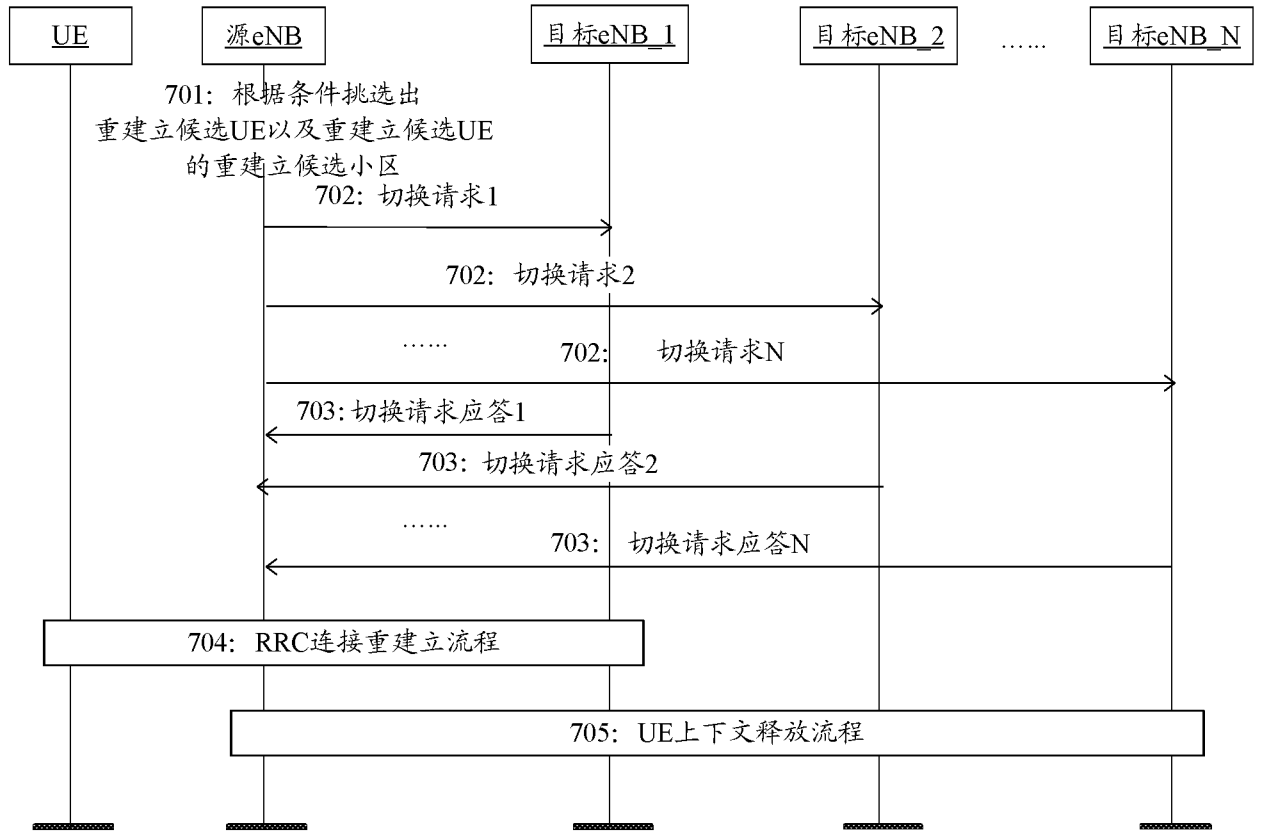 UE
源eNB
目标eNB_1
目标eNB_2
……
目标eNB_N
701：根据条件挑选出
重建立候选UE以及重建立候选UE
的重建立候选小区
702：切换请求1
702：切换请求2
……
702： 切换请求N
703：切换请求应答1
703：切换请求应答2
……
703： 切换请求应答N
704：RRC连接重建立流程
705：UE上下文释放流程